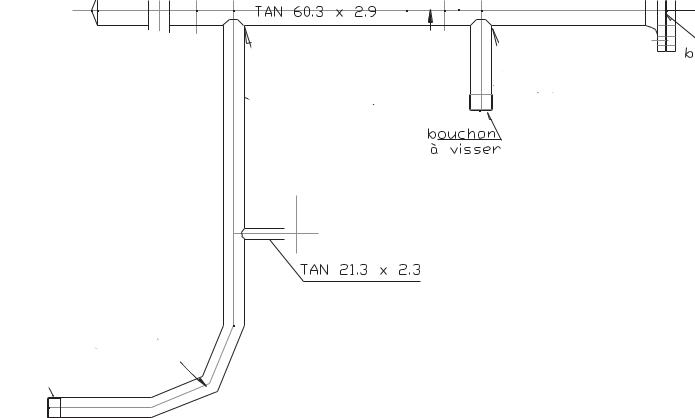 TAN 60.3 x 2.9
b
bouchon
à visser
TAN 21.3 x 2.3